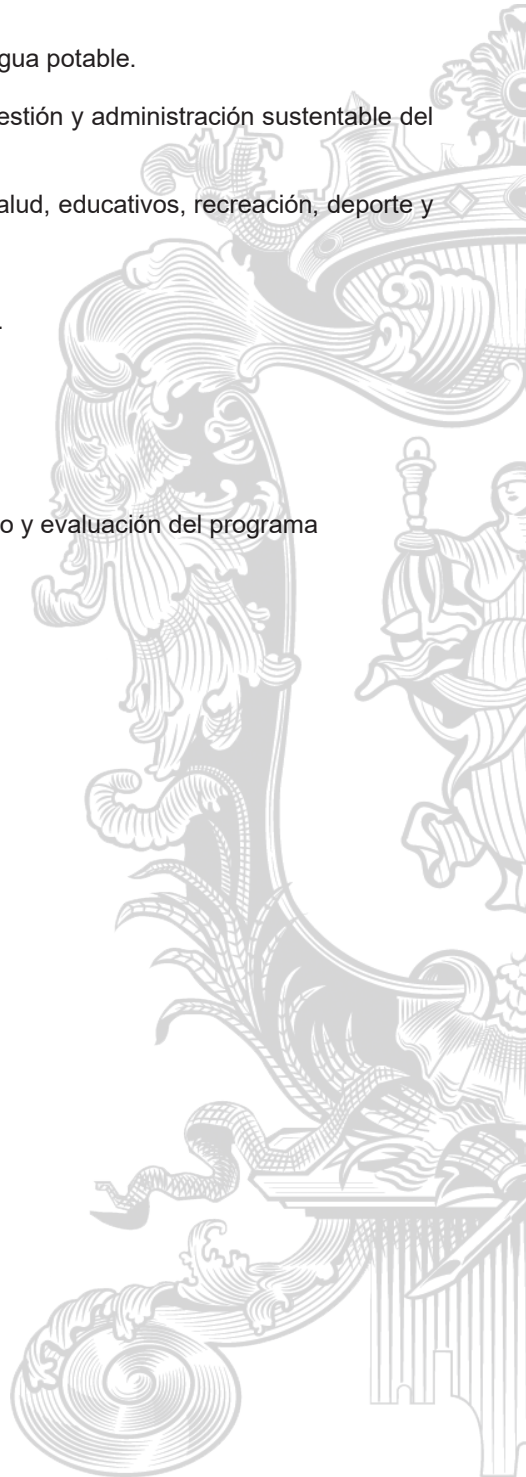 gua potable.
estión y administración sustentable del
alud, educativos, recreación, deporte y
.
o y evaluación del programa